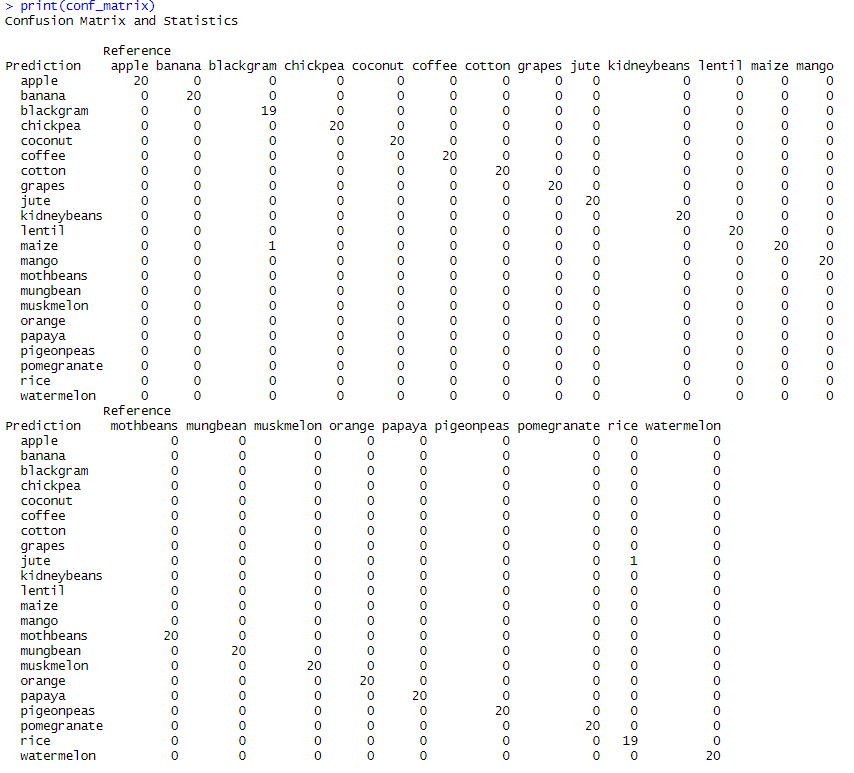 > print(conf_matrix)
Confusion Matrix and Statistics
Reference
Prediction apple banana blackgram chickpea coconut coffee cotton grapes jute kidneybeans lentil maize mango
apple 20 0 0 0 0 0 0 0 0 0 0 0 0
banana 0 20 0 0 0 0 0 0 0 0 0 0 0
blackgram 0 0 19 0 0 0 0 0 0 0 0 0 0
chickpea 0 0 0 20 0 0 0 0 0 0 0 0 0
coconut 0 0 0 0 20 0 0 0 0 0 0 0 0
coffee 0 0 0 0 0 20 0 0 0 0 0 0 0
cotton 0 0 0 0 0 0 20 0 0 0 0 0 0
grapes 0 0 0 0 0 0 0 20 0 0 0 0 0
jute 0 0 0 0 0 0 0 0 20 0 0 0 0
kidneybeans 0 0 0 0 0 0 0 0 0 20 0 0 0
lentil 0 0 0 0 0 0 0 0 0 0 20 0 0
maize 0 0 1 0 0 0 0 0 0 0 0 20 0
mango 0 0 0 0 0 0 0 0 0 0 0 0 20
mothbeans 0 0 0 0 0 0 0 0 0 0 0 0 0
mungbean 0 0 0 0 0 0 0 0 0 0 0 0 0
muskmelon 0 0 0 0 0 0 0 0 0 0 0 0 0
orange 0 0 0 0 0 0 0 0 0 0 0 0 0
papaya 0 0 0 0 0 0 0 0 0 0 0 0 0
pigeonpeas 0 0 0 0 0 0 0 0 0 0 0 0 0
pomegranate 0 0 0 0 0 0 0 0 0 0 0 0 0
rice 0 0 0 0 0 0 0 0 0 0 0 0 0
watermelon 0 0 0 0 0 0 0 0 0 0 0 0 0
Reference
Prediction mothbeans mungbean muskmelon orange papaya pigeonpeas pomegranate rice watermelon
apple 0 0 0 0 0 0 0 0 0
banana 0 0 0 0 0 0 0 0 0
blackgram 0 0 0 0 0 0 0 0 0
chickpea 0 0 0 0 0 0 0 0 0
coconut 0 0 0 0 0 0 0 0 0
coffee 0 0 0 0 0 0 0 0 0
cotton 0 0 0 0 0 0 0 0 0
grapes 0 0 0 0 0 0 0 0 0
jute 0 0 0 0 0 0 0 1 0
kidneybeans 0 0 0 0 0 0 0 0 0
lentil 0 0 0 0 0 0 0 0 0
maize 0 0 0 0 0 0 0 0 0
mango 0 0 0 0 0 0 0 0 0
mothbeans 20 0 0 0 0 0 0 0 0
mungbean 0 20 0 0 0 0 0 0 0
muskmelon 0 0 20 0 0 0 0 0 0
orange 0 0 0 20 0 0 0 0 0
papaya 0 0 0 0 20 0 0 0 0
pigeonpeas 0 0 0 0 0 20 0 0 0
pomegranate 0 0 0 0 0 0 20 0 0
rice 0 0 0 0 0 0 0 19 0
watermelon 0 0 0 0 0 0 0 0 20